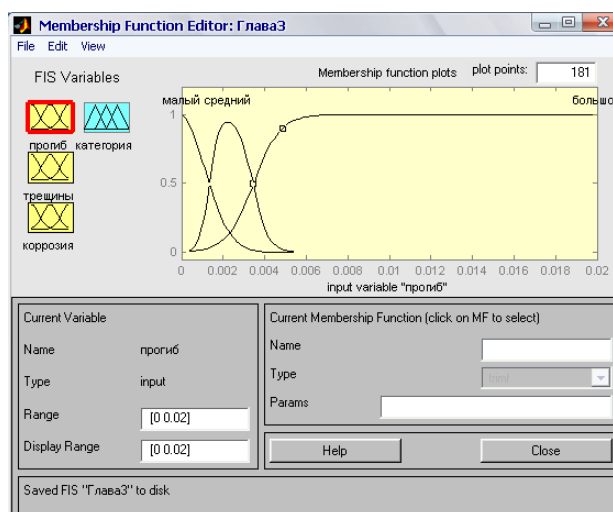 Membership Function Editor: Глава3
File Edit View
FIS Variables
Membership function plots plot points: 181
малый средний большо
прогиб категория
трещины
коррозия
1
0.5
0
0 0.002 0.004 0.006 0.008 0.01 0.012 0.014 0.016 0.018 0.02
input variable "прогиб"
Current Variable
Name прогиб
Type input
Range [0 0.02]
Display Range [0 0.02]
Current Membership Function (click on MF to select)
Name
Type
Params
Help Close
Saved FIS "Глава3" to disk